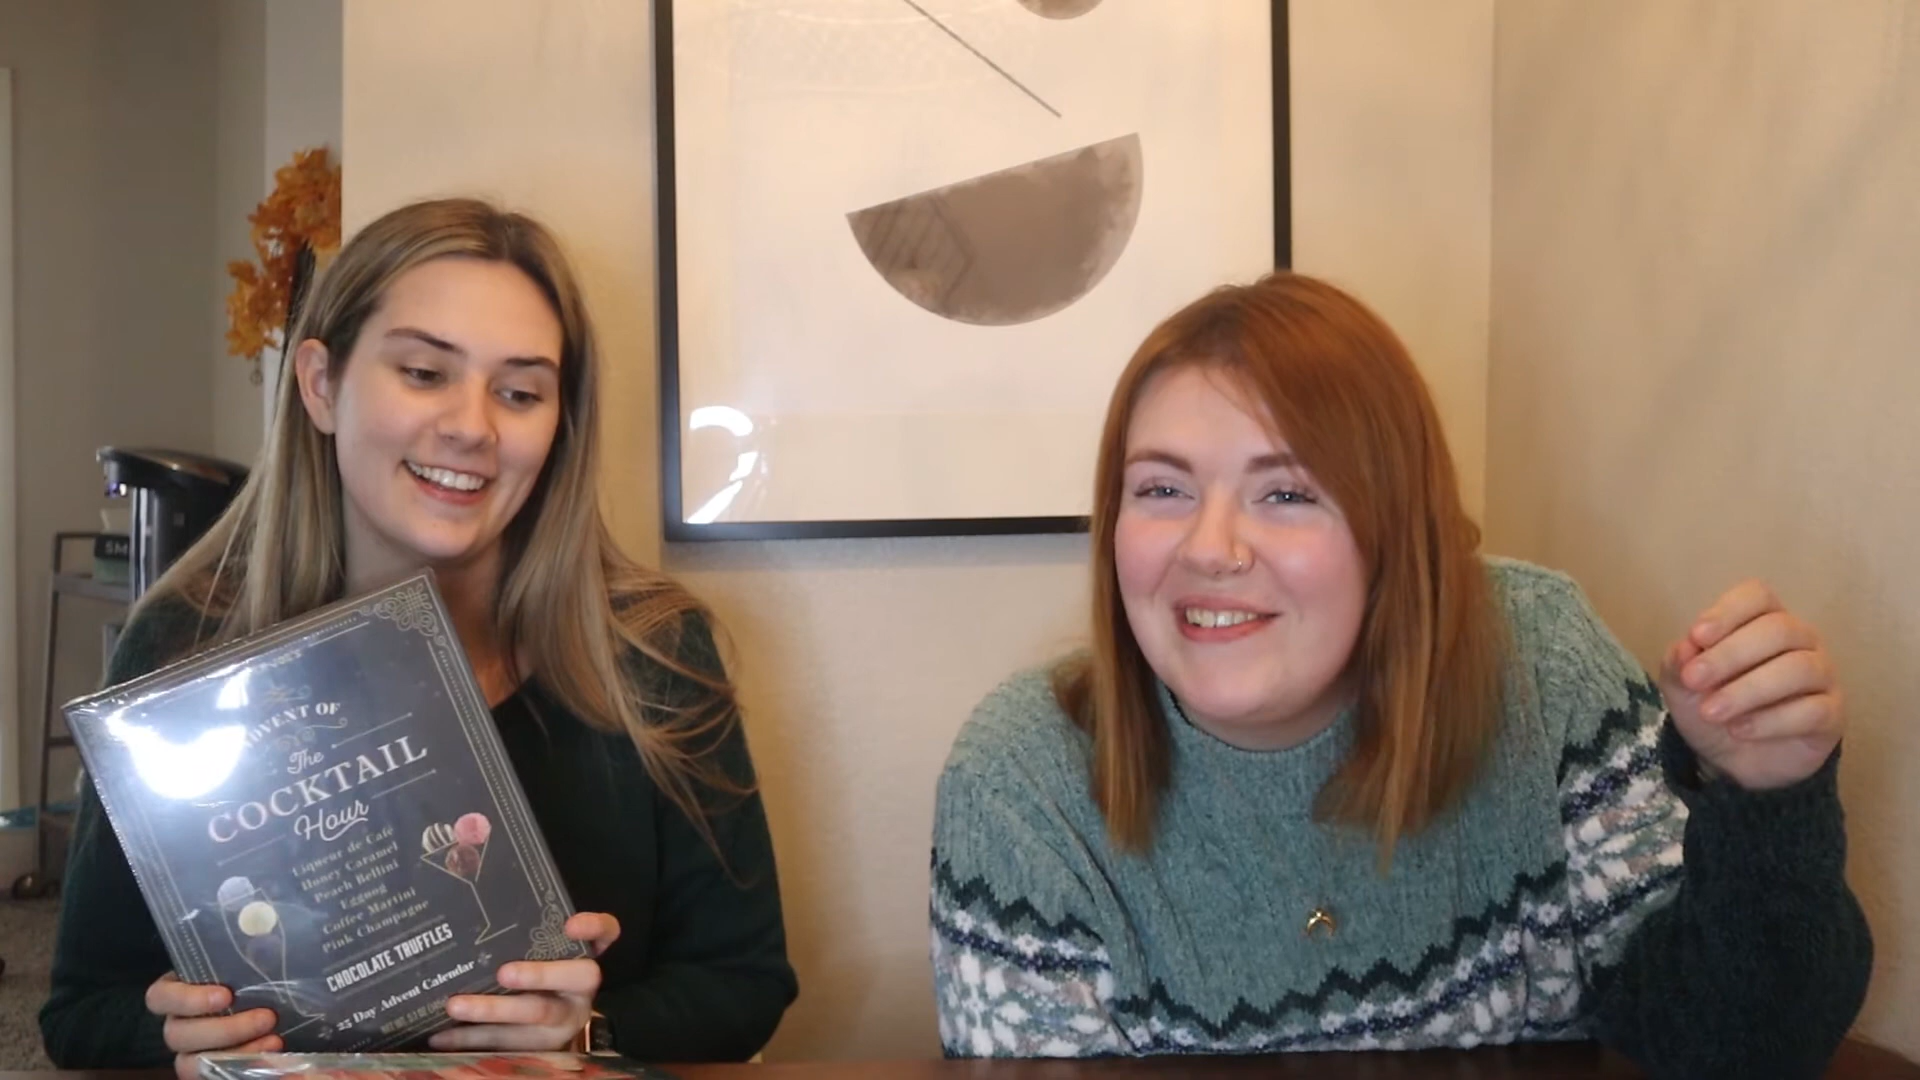 ADVENT OF
The
COCKTAIL
Hour
Liqueur de Café
Honey Caramel
Peach Bellini
Eggnog
Coffee Martini
Pink Champagne
CHOCOLATE TRUFFLES
25 Day Advent Calendar
SM